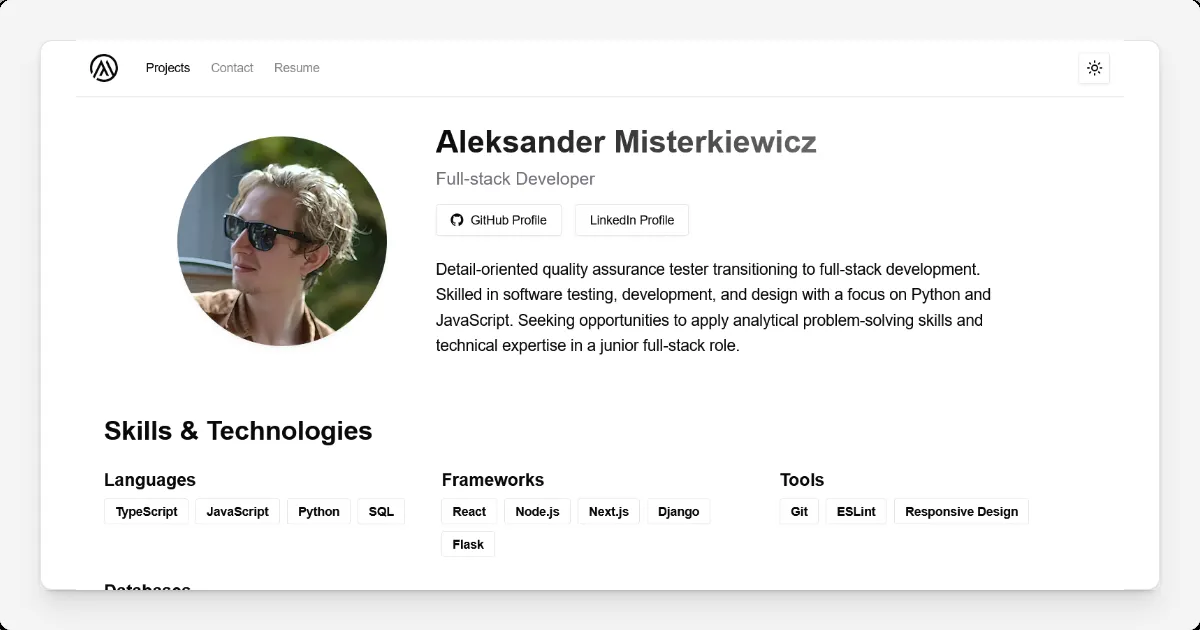 Projects Contact Resume
Aleksander Misterkiewicz
Full-stack Developer
GitHub Profile LinkedIn Profile
Detail-oriented quality assurance tester transitioning to full-stack development.
Skilled in software testing, development, and design with a focus on Python and
JavaScript. Seeking opportunities to apply analytical problem-solving skills and
technical expertise in a junior full-stack role.
Skills & Technologies
Languages
TypeScript JavaScript Python SQL
Frameworks
React Node.js Next.js Django
Flask
Tools
Git ESLint Responsive Design
Databases